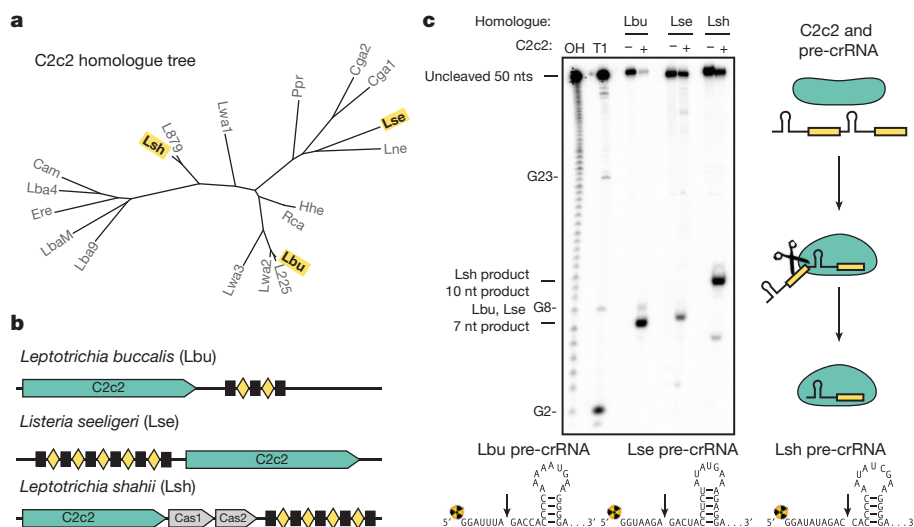 a
C2c2 homologue tree
Lsh
L879
Lwa1
Ppr
Cga2
Cga1
Lse
Lne
Cam
Lba4
Ere
LbaM
Lba9
Hhe
Rca
Lbu
L225
Lwa2
Lwa3
b
Leptotrichia buccalis (Lbu)
C2c2
Listeria seeligeri (Lse)
C2c2
Leptotrichia shahii (Lsh)
C2c2 Cas1 Cas2
c
Homologue: Lbu Lse Lsh
C2c2: OH T1 – + – + – +
Uncleaved 50 nts
G23-
Lsh product
10 nt product
G8-
Lbu, Lse
7 nt product
G2-
C2c2 and
pre-crRNA
Lbu pre-crRNA
5′ GGAUUUA GACCAC GA...3′
Lse pre-crRNA
5′ GGUAAGA GACUAC GA...3′
Lsh pre-crRNA
5′ GGAUAUAGAC CAC GA...3′